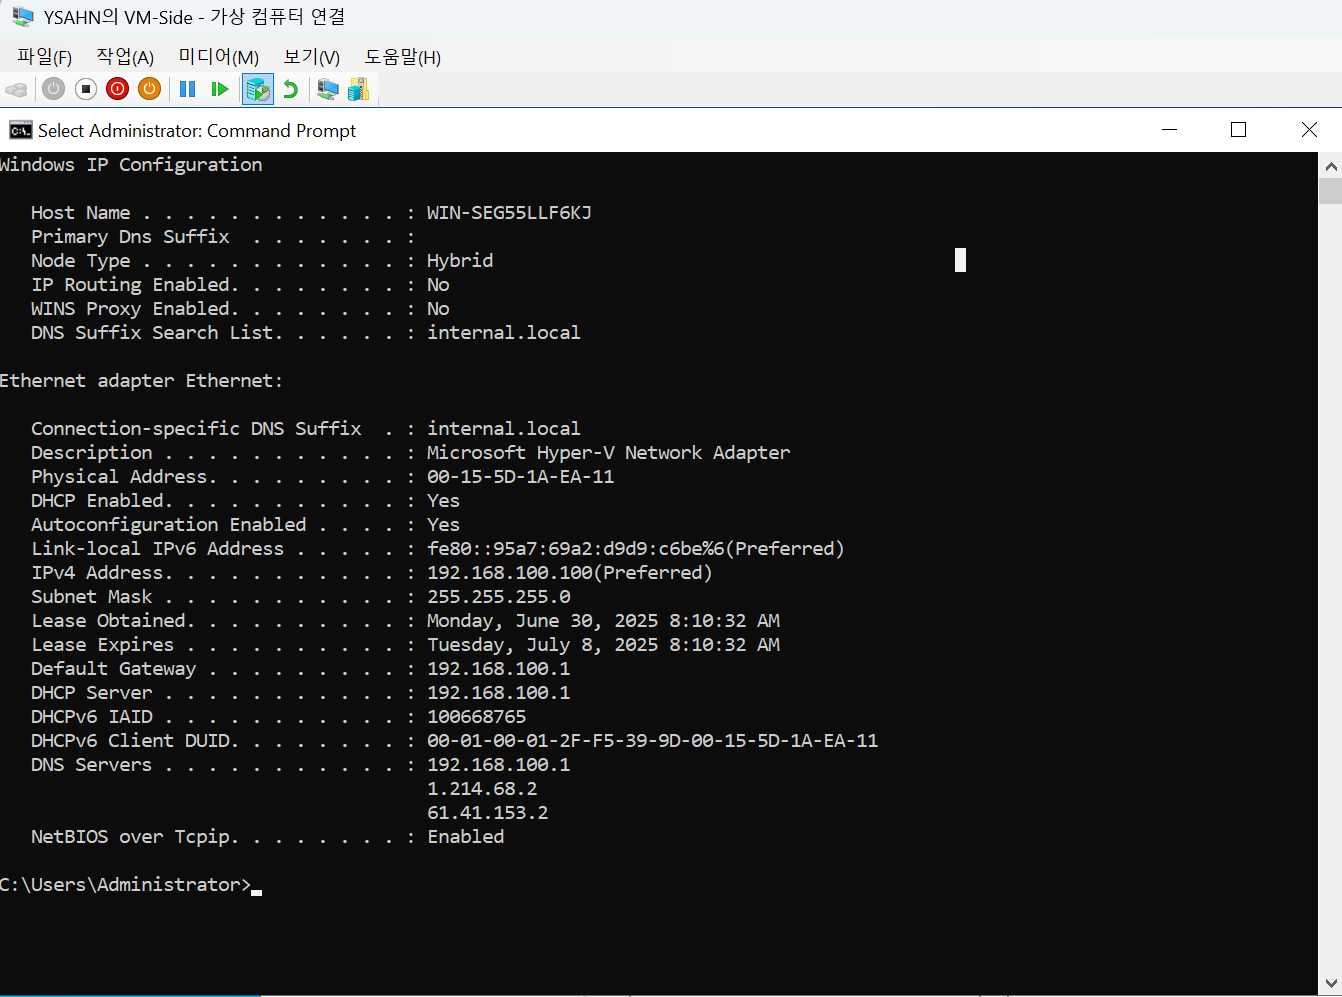 YSAHN의 VM-Side - 가상 컴퓨터 연결
파일(F) 작업(A) 미디어(M) 보기(V) 도움말(H)
Select Administrator: Command Prompt
Windows IP Configuration
Host Name . . . . . . . . . . . . : WIN-SEG55LLF6KJ
Primary Dns Suffix  . . . . . . . :
Node Type . . . . . . . . . . . . : Hybrid
IP Routing Enabled. . . . . . . . : No
WINS Proxy Enabled. . . . . . . . : No
DNS Suffix Search List. . . . . . : internal.local
Ethernet adapter Ethernet:
Connection-specific DNS Suffix  . : internal.local
Description . . . . . . . . . . . : Microsoft Hyper-V Network Adapter
Physical Address. . . . . . . . . : 00-15-5D-1A-EA-11
DHCP Enabled. . . . . . . . . . . : Yes
Autoconfiguration Enabled . . . . : Yes
Link-local IPv6 Address . . . . . : fe80::95a7:69a2:d9d9:c6be%6(Preferred)
IPv4 Address. . . . . . . . . . . : 192.168.100.100(Preferred)
Subnet Mask . . . . . . . . . . . : 255.255.255.0
Lease Obtained. . . . . . . . . . : Monday, June 30, 2025 8:10:32 AM
Lease Expires . . . . . . . . . . : Tuesday, July 8, 2025 8:10:32 AM
Default Gateway . . . . . . . . . : 192.168.100.1
DHCP Server . . . . . . . . . . . : 192.168.100.1
DHCPv6 IAID . . . . . . . . . . . : 100668765
DHCPv6 Client DUID. . . . . . . . : 00-01-00-01-2F-F5-39-9D-00-15-5D-1A-EA-11
DNS Servers . . . . . . . . . . . : 192.168.100.1
1.214.68.2
61.41.153.2
NetBIOS over Tcpip. . . . . . . . : Enabled
C:\Users\Administrator>